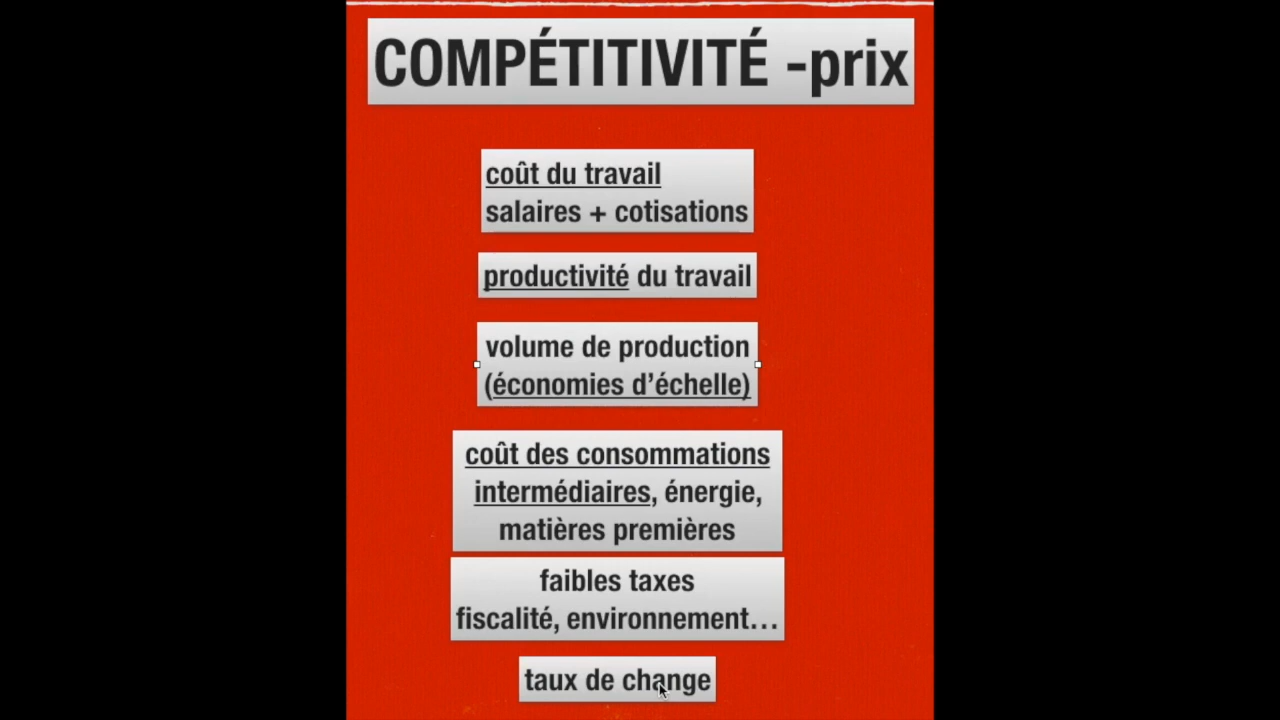 COMPÉTITIVITÉ -prix
coût du travail
salaires + cotisations
productivité du travail
volume de production
(économies d’échelle)
coût des consommations
intermédiaires, énergie,
matières premières
faibles taxes
fiscalité, environnement…
taux de change